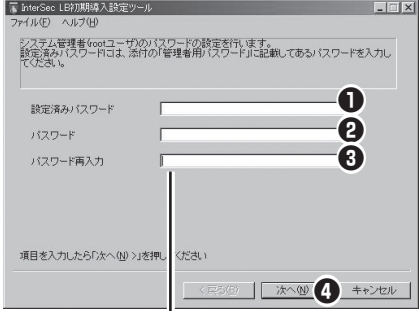 InterSec LB初期導入設定ツール
ファイル(F) ヘルプ(H)
システム管理者(rootユーザ)のパスワードの設定を行います。
設定済みパスワードには、添付の「管理者用パスワード」に記載してあるパスワードを入力し
てください。
設定済みパスワード
❶
パスワード
❷
パスワード再入力
❸
項目を入力したら「次へ(N) >」を押し ください
< 戻る(B)
次へ(N)
❹
キャンセル